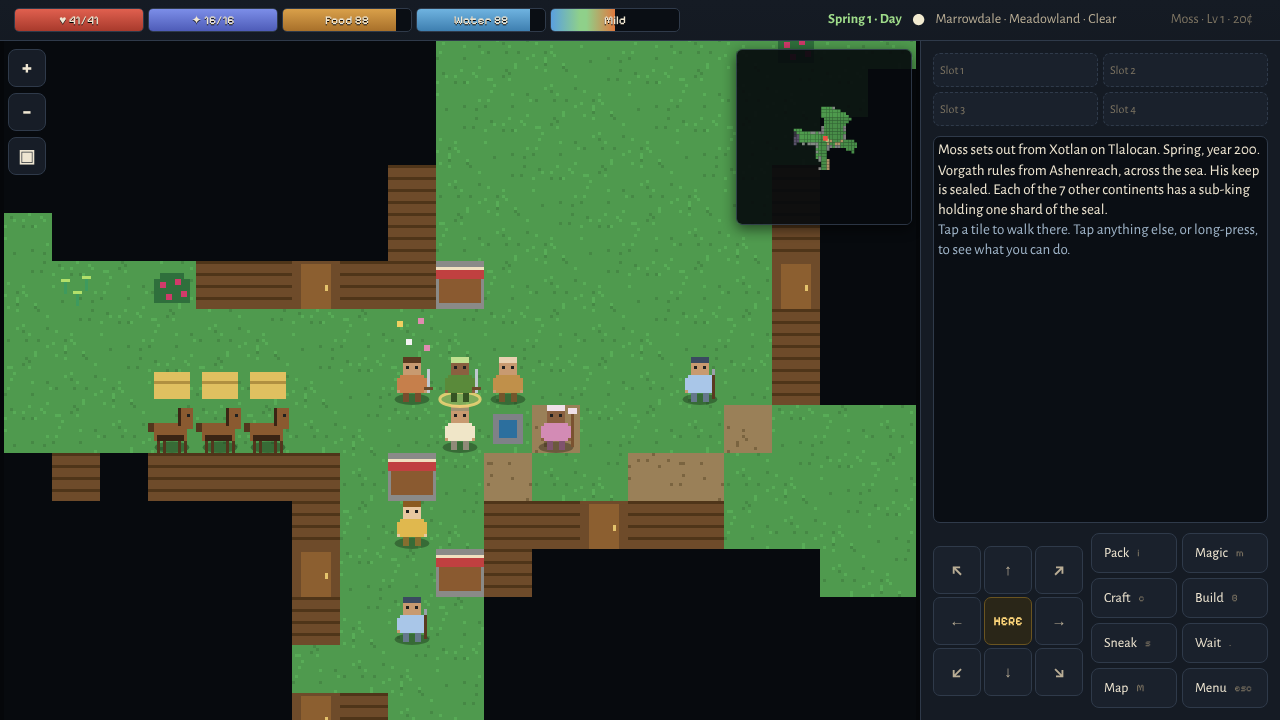 ♥ 41/41
✦ 16/16
Food 98
Water 98
Mild
Spring 1 · Day
Marrowdale · Meadowland · Clear
Moss · Lv 1 · 20¢
+
-
▣
Slot 1
Slot 2
Slot 3
Slot 4
Moss sets out from Xotlan on Tlalocan. Spring, year 200.
Vorgath rules from Ashenreach, across the sea. His keep
is sealed. Each of the 7 other continents has a sub-king
holding one shard of the seal.
Tap a tile to walk there. Tap anything else, or long-press,
to see what you can do.
↖ ↑ ↗
← HERE →
↙ ↓ ↘
Pack i
Magic m
Craft c
Build B
Sneak s
Wait .
Map M
Menu esc